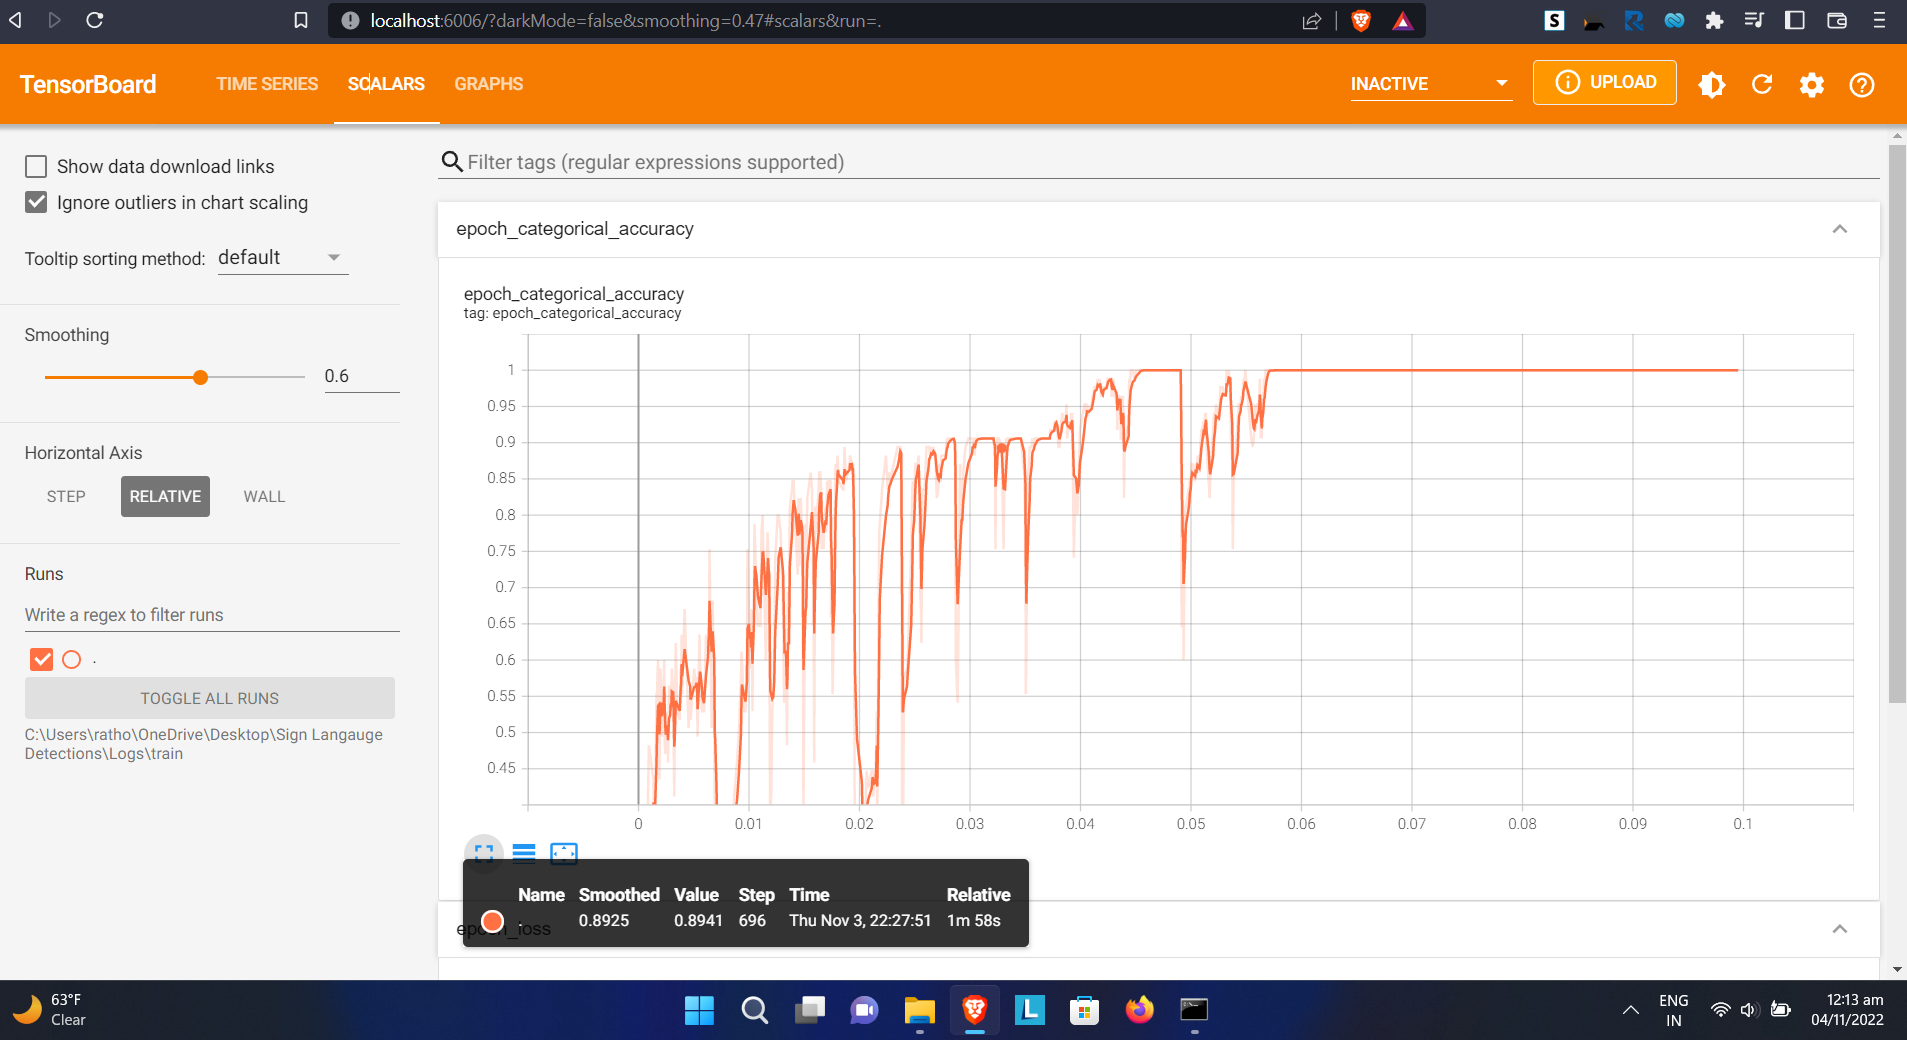 localhost:6006/?darkMode=false&smoothing=0.47#scalars&run=.
TensorBoard
TIME SERIES
SCALARS
GRAPHS
INACTIVE
UPLOAD
Show data download links
Ignore outliers in chart scaling
Tooltip sorting method: default
Smoothing
0.6
Horizontal Axis
STEP
RELATIVE
WALL
Runs
Write a regex to filter runs
.
TOGGLE ALL RUNS
C:\Users\ratho\OneDrive\Desktop\Sign Langauge
Detections\Logs\train
Filter tags (regular expressions supported)
epoch_categorical_accuracy
epoch_categorical_accuracy
tag: epoch_categorical_accuracy
1
0.95
0.9
0.85
0.8
0.75
0.7
0.65
0.6
0.55
0.5
0.45
0 0.01 0.02 0.03 0.04 0.05 0.06 0.07 0.08 0.09 0.1
Name Smoothed Value Step Time Relative
. 0.8925 0.8941 696 Thu Nov 3, 22:27:51 1m 58s
epoch_loss
63°F
Clear
S
L
ENG
IN
12:13 am
04/11/2022